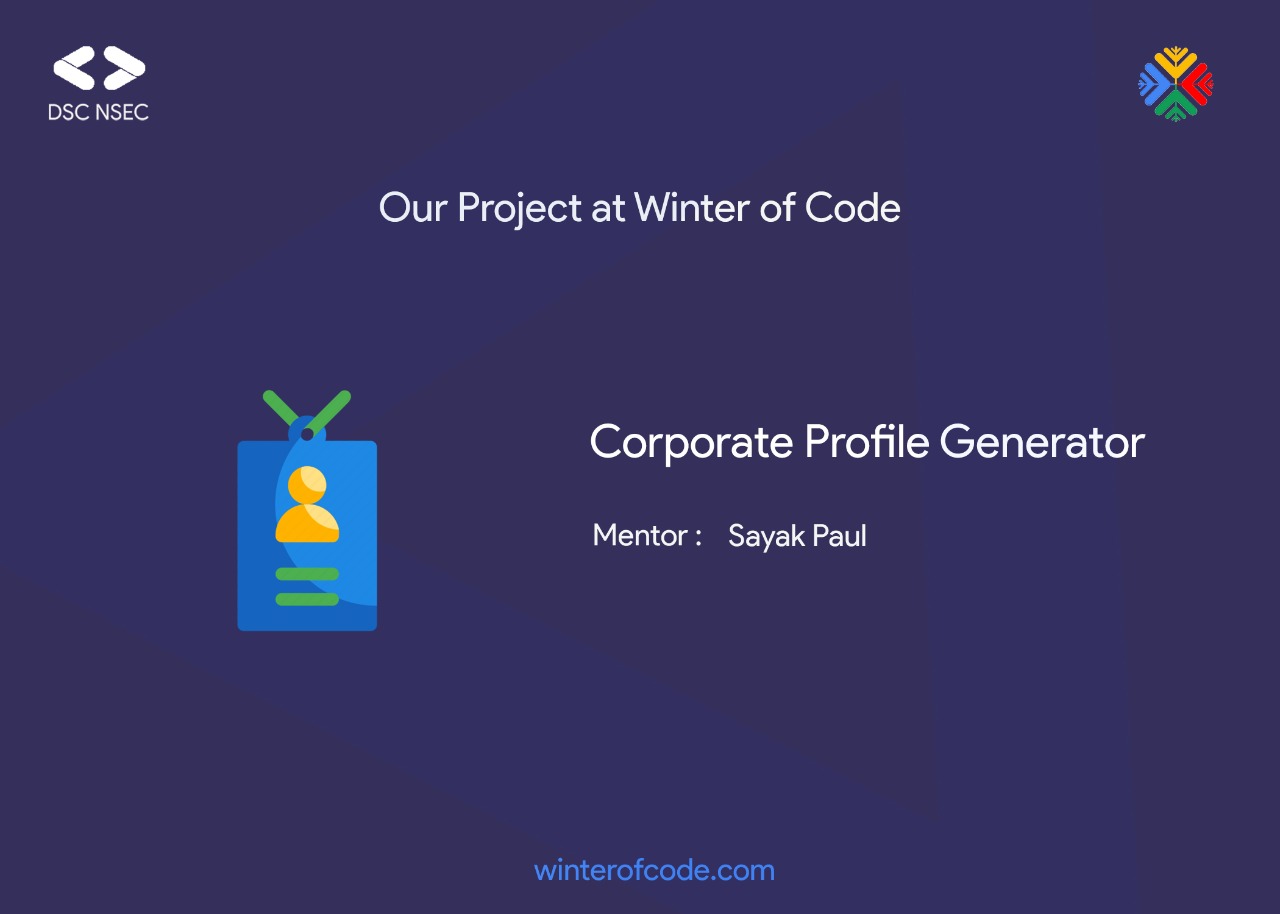 DSC NSEC
Our Project at Winter of Code
Corporate Profile Generator
Mentor : Sayak Paul
winterofcode.com